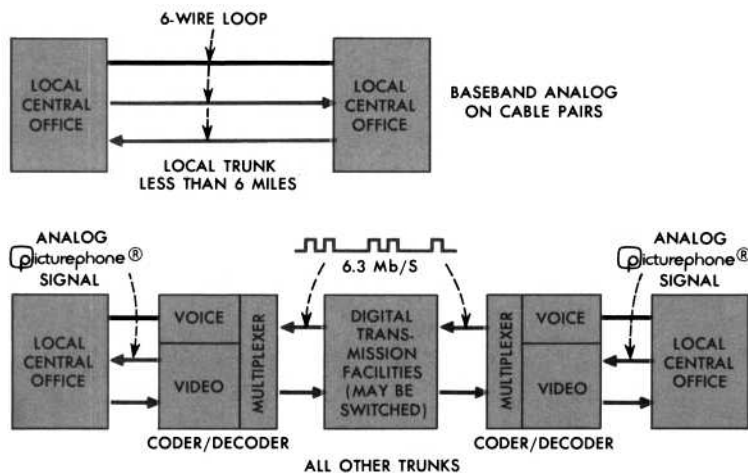 6-WIRE LOOP
LOCAL
CENTRAL
OFFICE
LOCAL
CENTRAL
OFFICE
BASEBAND ANALOG
ON CABLE PAIRS
LOCAL TRUNK
LESS THAN 6 MILES
ANALOG
picturephone®
SIGNAL
6.3 Mb/S
ANALOG
picturephone®
SIGNAL
LOCAL
CENTRAL
OFFICE
VOICE
VIDEO
MULTIPLEXER
DIGITAL
TRANS-
MISSION
FACILITIES
(MAY BE
SWITCHED)
MULTIPLEXER
VOICE
VIDEO
LOCAL
CENTRAL
OFFICE
CODER/DECODER
CODER/DECODER
ALL OTHER TRUNKS